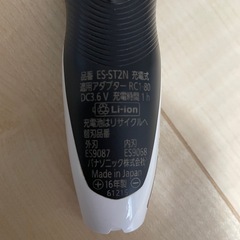 品番 ES-ST2N 充電式
適用アダプター RC1-80
DC3.6 V 充電時間 1 h
Li-ion
充電池はリサイクルへ
替刃品番
外刃 内刃
ES9087 ES9068
パナソニック株式会社
Made in Japan
16年製